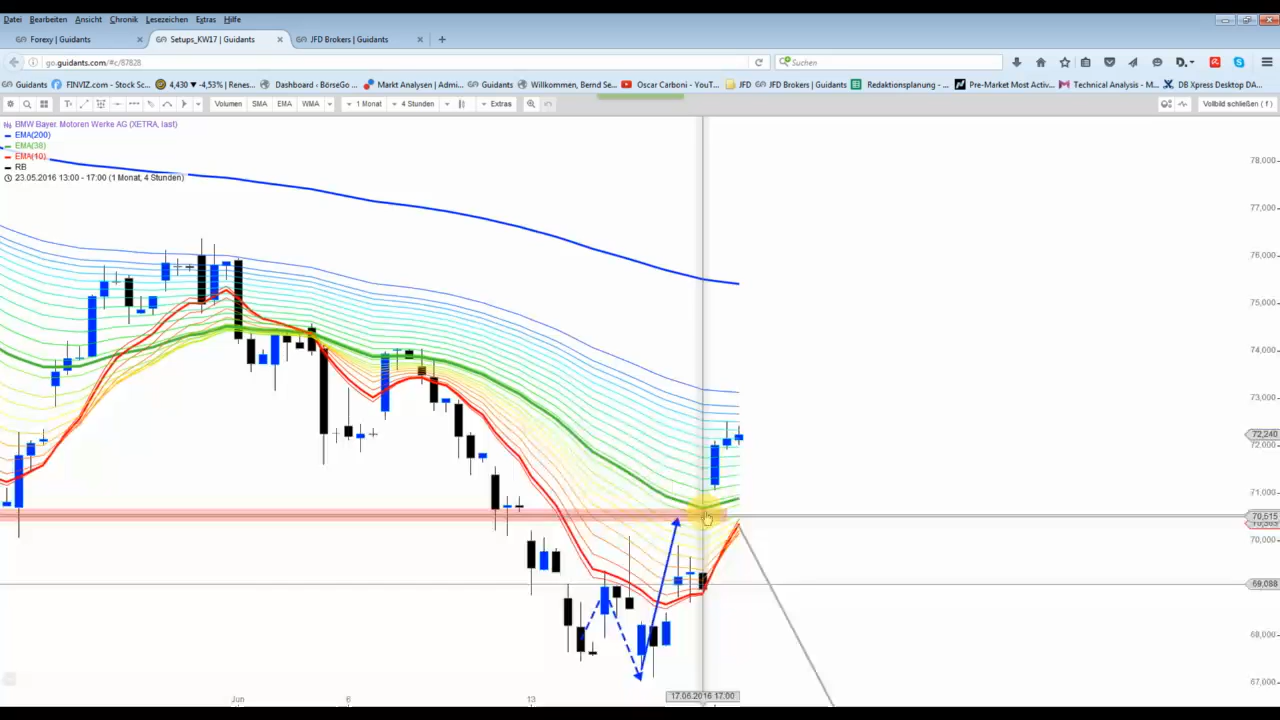 Datei Bearbeiten Ansicht Chronik Lesezeichen Extras Hilfe
Forexy | Guidants × Setups_KW17 | Guidants × JFD Brokers | Guidants × +
go.guidants.com/#c/87828 Suchen
Guidants FINVIZ.com - Stock Sc... 4,430 ▼ -4,53% | Renes... Dashboard ‹ BörseGo ... Markt Analysen | Admi... Guidants Willkommen, Bernd Se... Oscar Carboni - YouT... JFD JFD Brokers | Guidants Redaktionsplanung - ... Pre-Market Most Activ... Technical Analysis - M... DB Xpress Desktop DA...
Volumen SMA EMA WMA 1 Monat 4 Stunden Extras Vollbild schließen ( f )
BMW Bayer. Motoren Werke AG (XETRA, last)
EMA(200)
EMA(38)
EMA(10)
RB
23.05.2016 13:00 - 17:00 (1 Monat, 4 Stunden)
78,000
77,000
76,000
75,000
74,000
73,000
72,240
72,000
71,000
70,515
70,000
69,088
68,000
67,000
Jun 6 13 17.06.2016 17:00